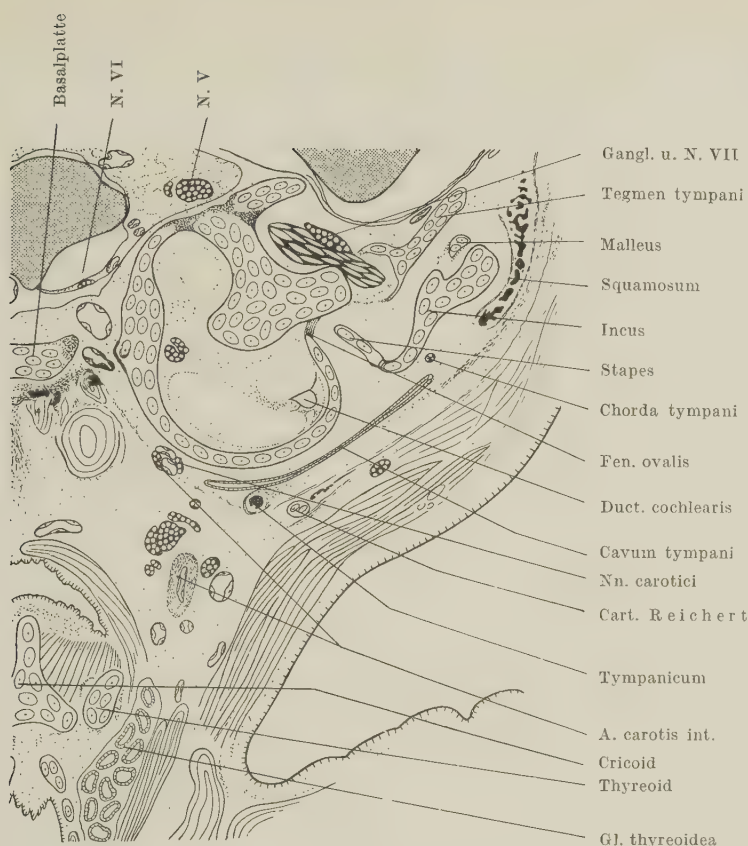 Basalplatte
N. VI
N. V
Gangl. u. N. VII
Tegmen tympani
Malleus
Squamosum
Incus
Stapes
Chorda tympani
Fen. ovalis
Duct. cochlearis
Cavum tympani
Nn. carotici
Cart. Reichert
Tympanicum
A. carotis int.
Cricoid
Thyreoid
Gl. thyreoidea